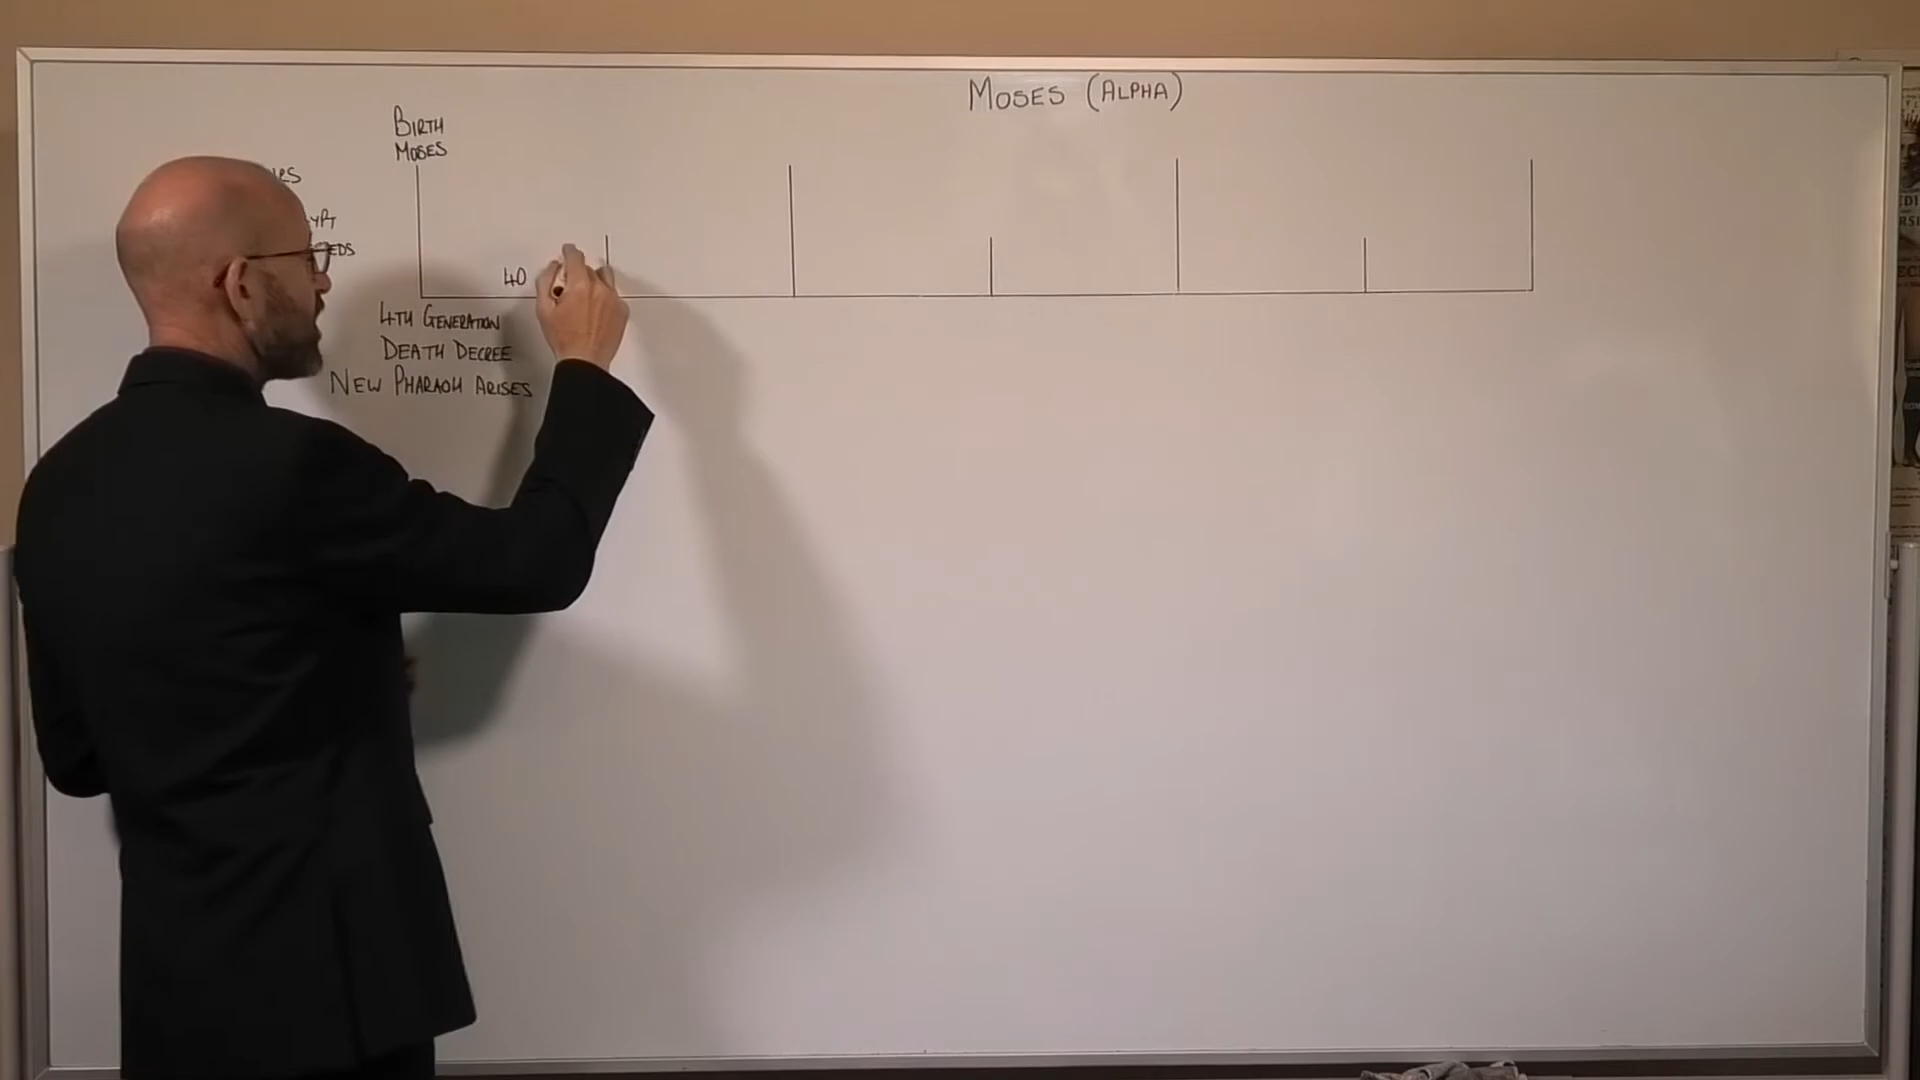 MOSES (ALPHA)
BIRTH
MOSES
40
4TH GENERATION
DEATH DECREE
NEW PHARAOH ARISES